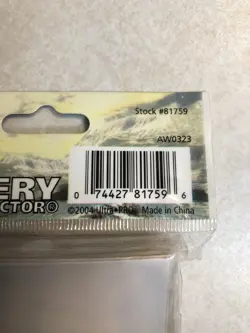 Stock #81759
AW0323
ERY
CTOR®
0 74427 81759 6
©2004 Ultra•PRO. Made in China